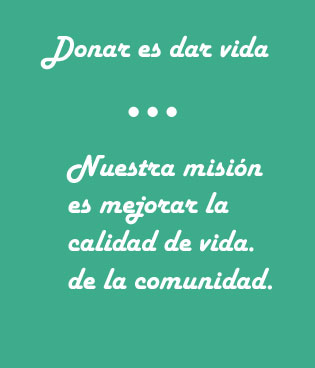 Donar es dar vida
...
Nuestra misión
es mejorar la
calidad de vida.
de la comunidad.